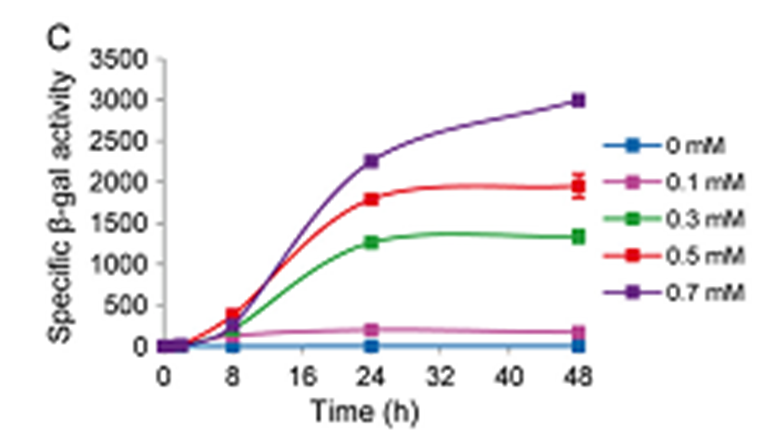 C
Specific β-gal activity
3500
3000
2500
2000
1500
1000
500
0
0 8 16 24 32 40 48
Time (h)
0 mM
0.1 mM
0.3 mM
0.5 mM
0.7 mM